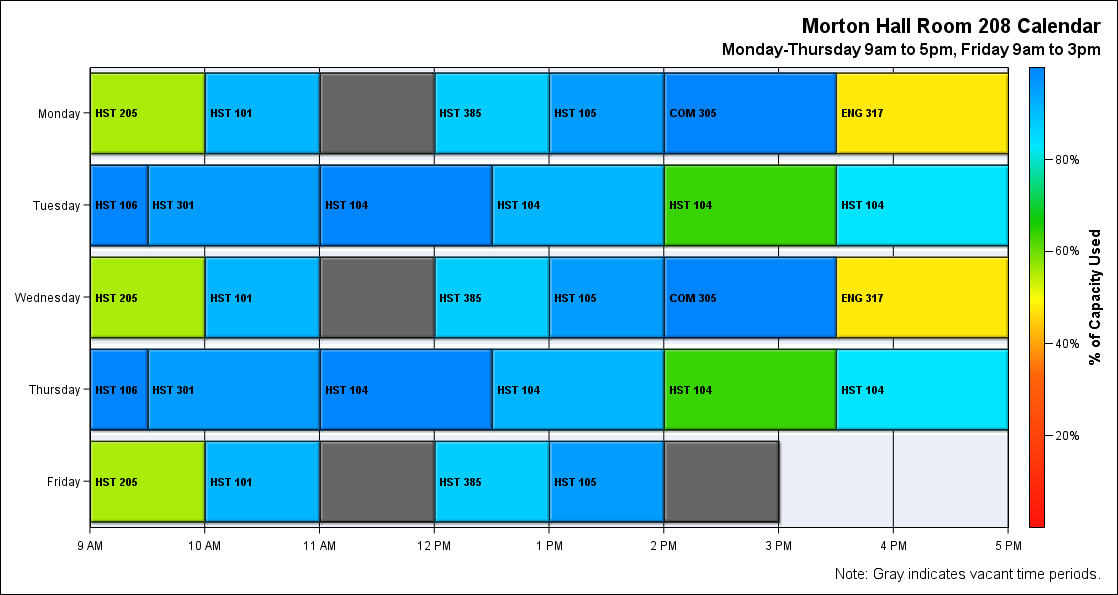 Morton Hall Room 208 Calendar
Monday-Thursday 9am to 5pm, Friday 9am to 3pm
Monday
HST 205
HST 101
HST 385
HST 105
COM 305
ENG 317
Tuesday
HST 106
HST 301
HST 104
HST 104
HST 104
HST 104
Wednesday
HST 205
HST 101
HST 385
HST 105
COM 305
ENG 317
Thursday
HST 106
HST 301
HST 104
HST 104
HST 104
HST 104
Friday
HST 205
HST 101
HST 385
HST 105
9 AM
10 AM
11 AM
12 PM
1 PM
2 PM
3 PM
4 PM
5 PM
80%
60%
40%
20%
% of Capacity Used
Note: Gray indicates vacant time periods.